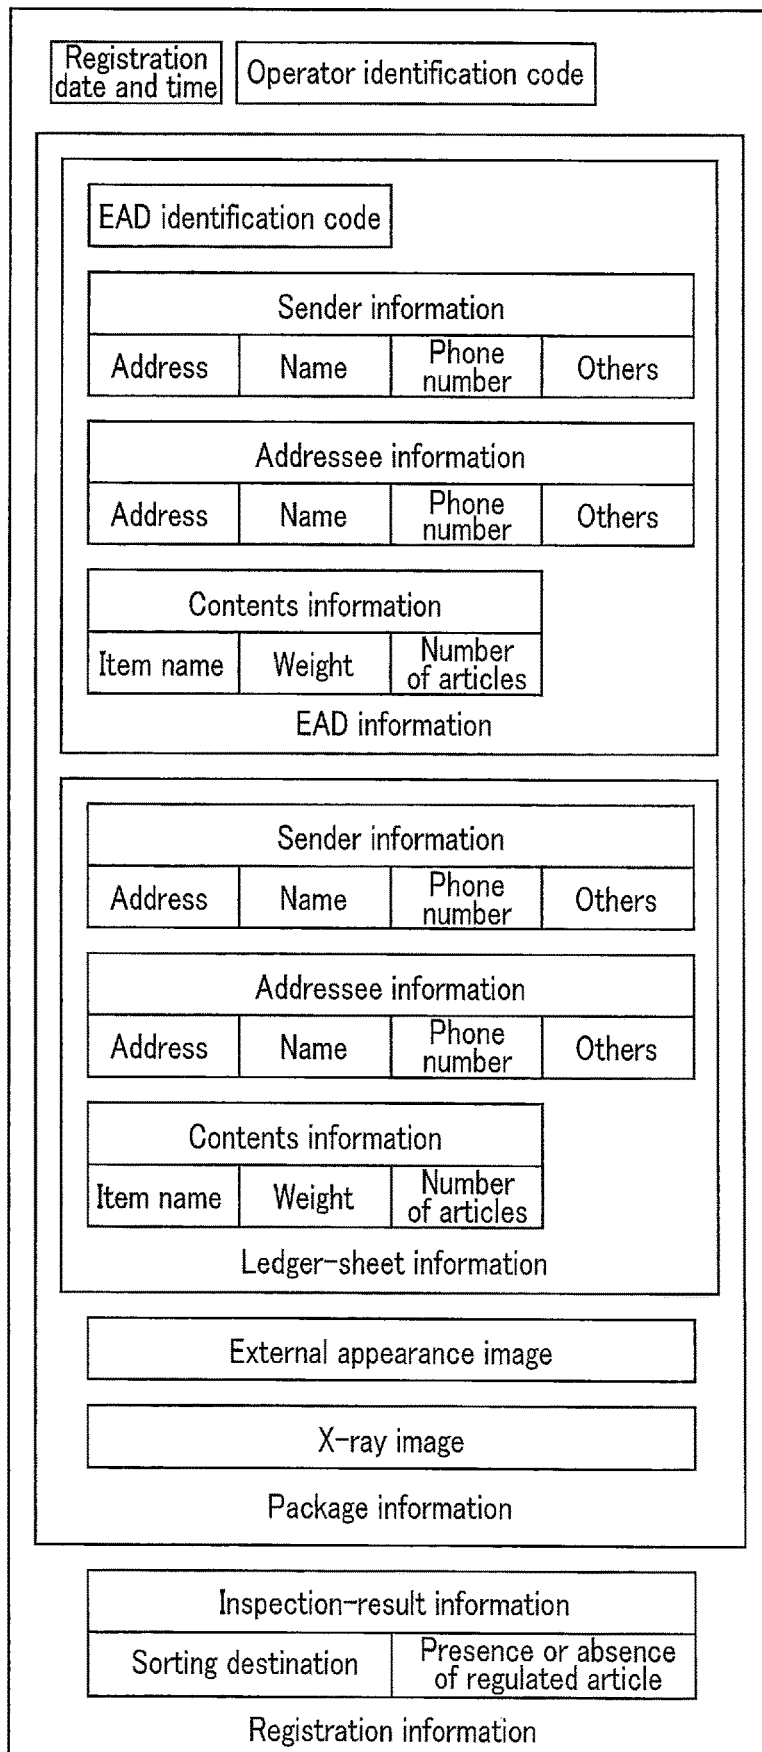 Registration
date and time
Operator identification code
EAD identification code
Sender information
Address
Name
Phone
number
Others
Addressee information
Address
Name
Phone
number
Others
Contents information
Item name
Weight
Number
of articles
EAD information
Sender information
Address
Name
Phone
number
Others
Addressee information
Address
Name
Phone
number
Others
Contents information
Item name
Weight
Number
of articles
Ledger-sheet information
External appearance image
X-ray image
Package information
Inspection-result information
Sorting destination
Presence or absence
of regulated article
Registration information